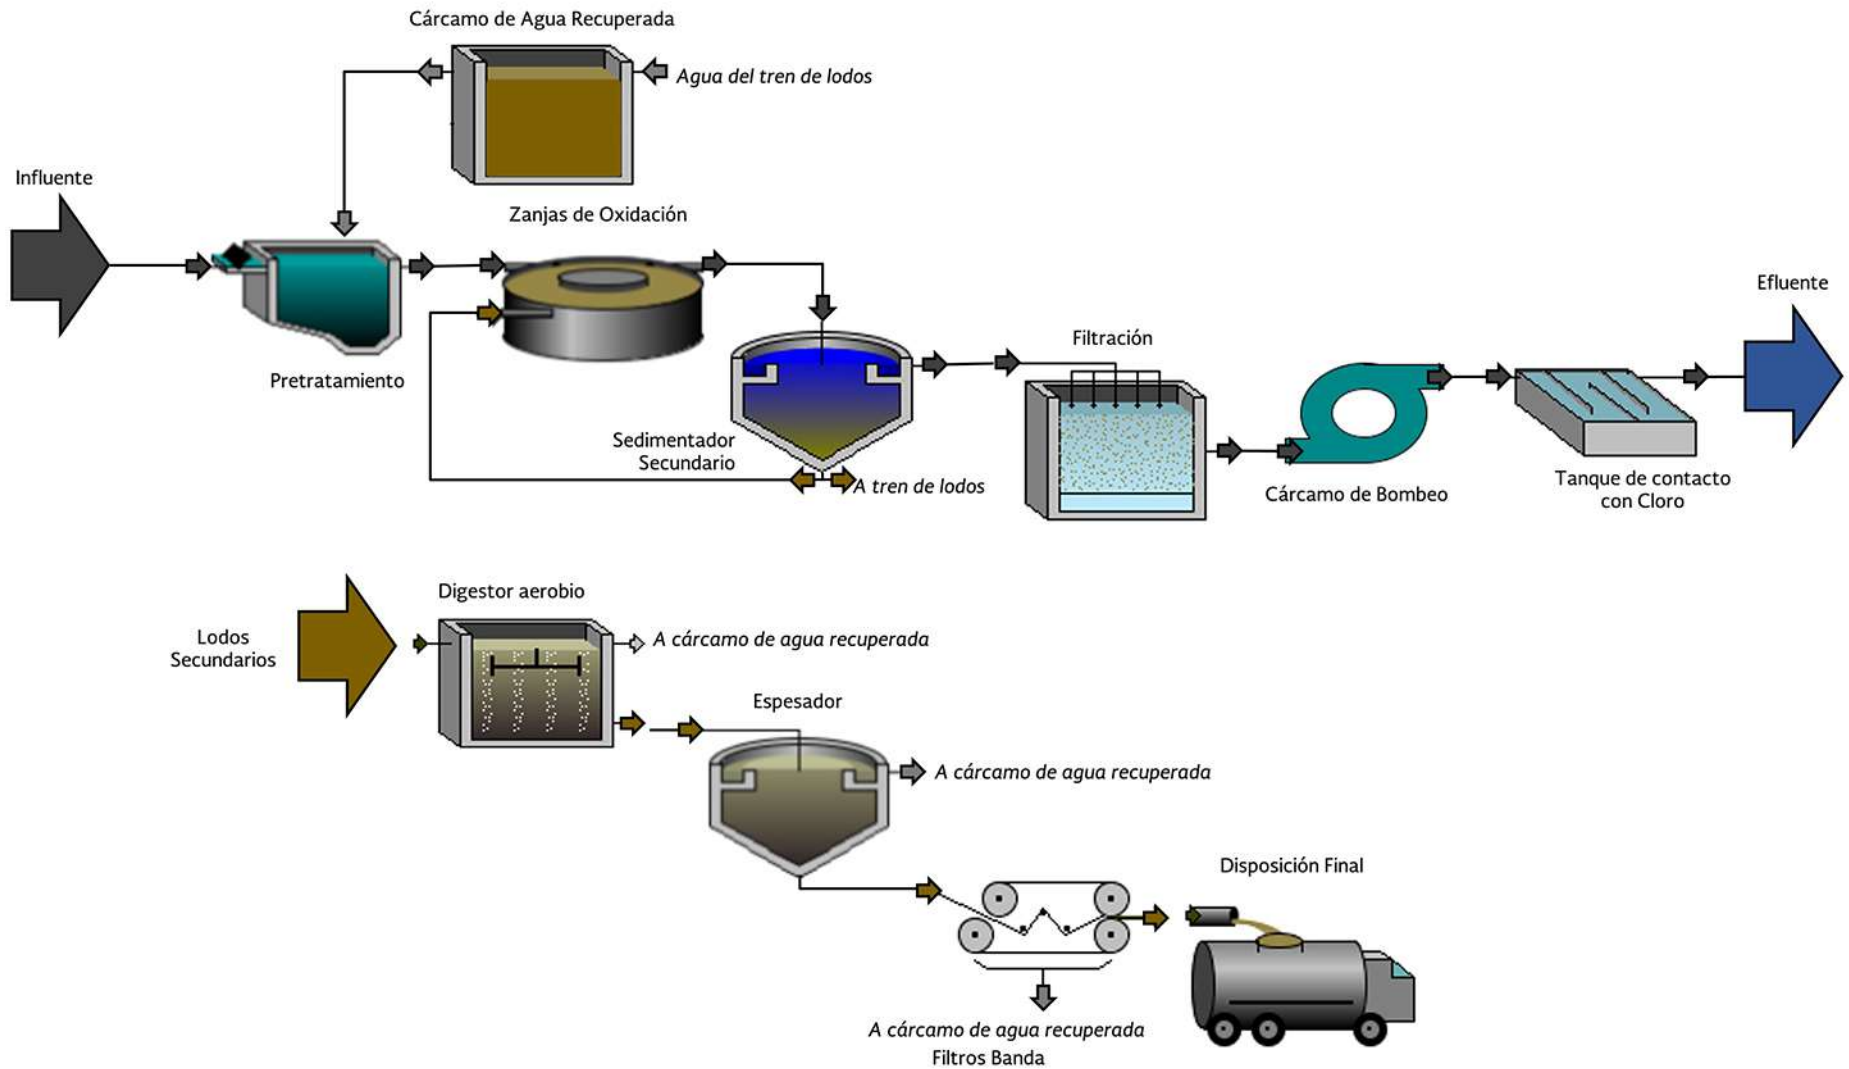 Cárcamo de Agua Recuperada
Agua del tren de lodos
Influente
Zanjas de Oxidación
Pretratamiento
Sedimentador
Secundario
A tren de lodos
Filtración
Cárcamo de Bombeo
Efluente
Tanque de contacto
con Cloro
Lodos
Secundarios
Digestor aerobio
A cárcamo de agua recuperada
Espesador
A cárcamo de agua recuperada
Disposición Final
A cárcamo de agua recuperada
Filtros Banda